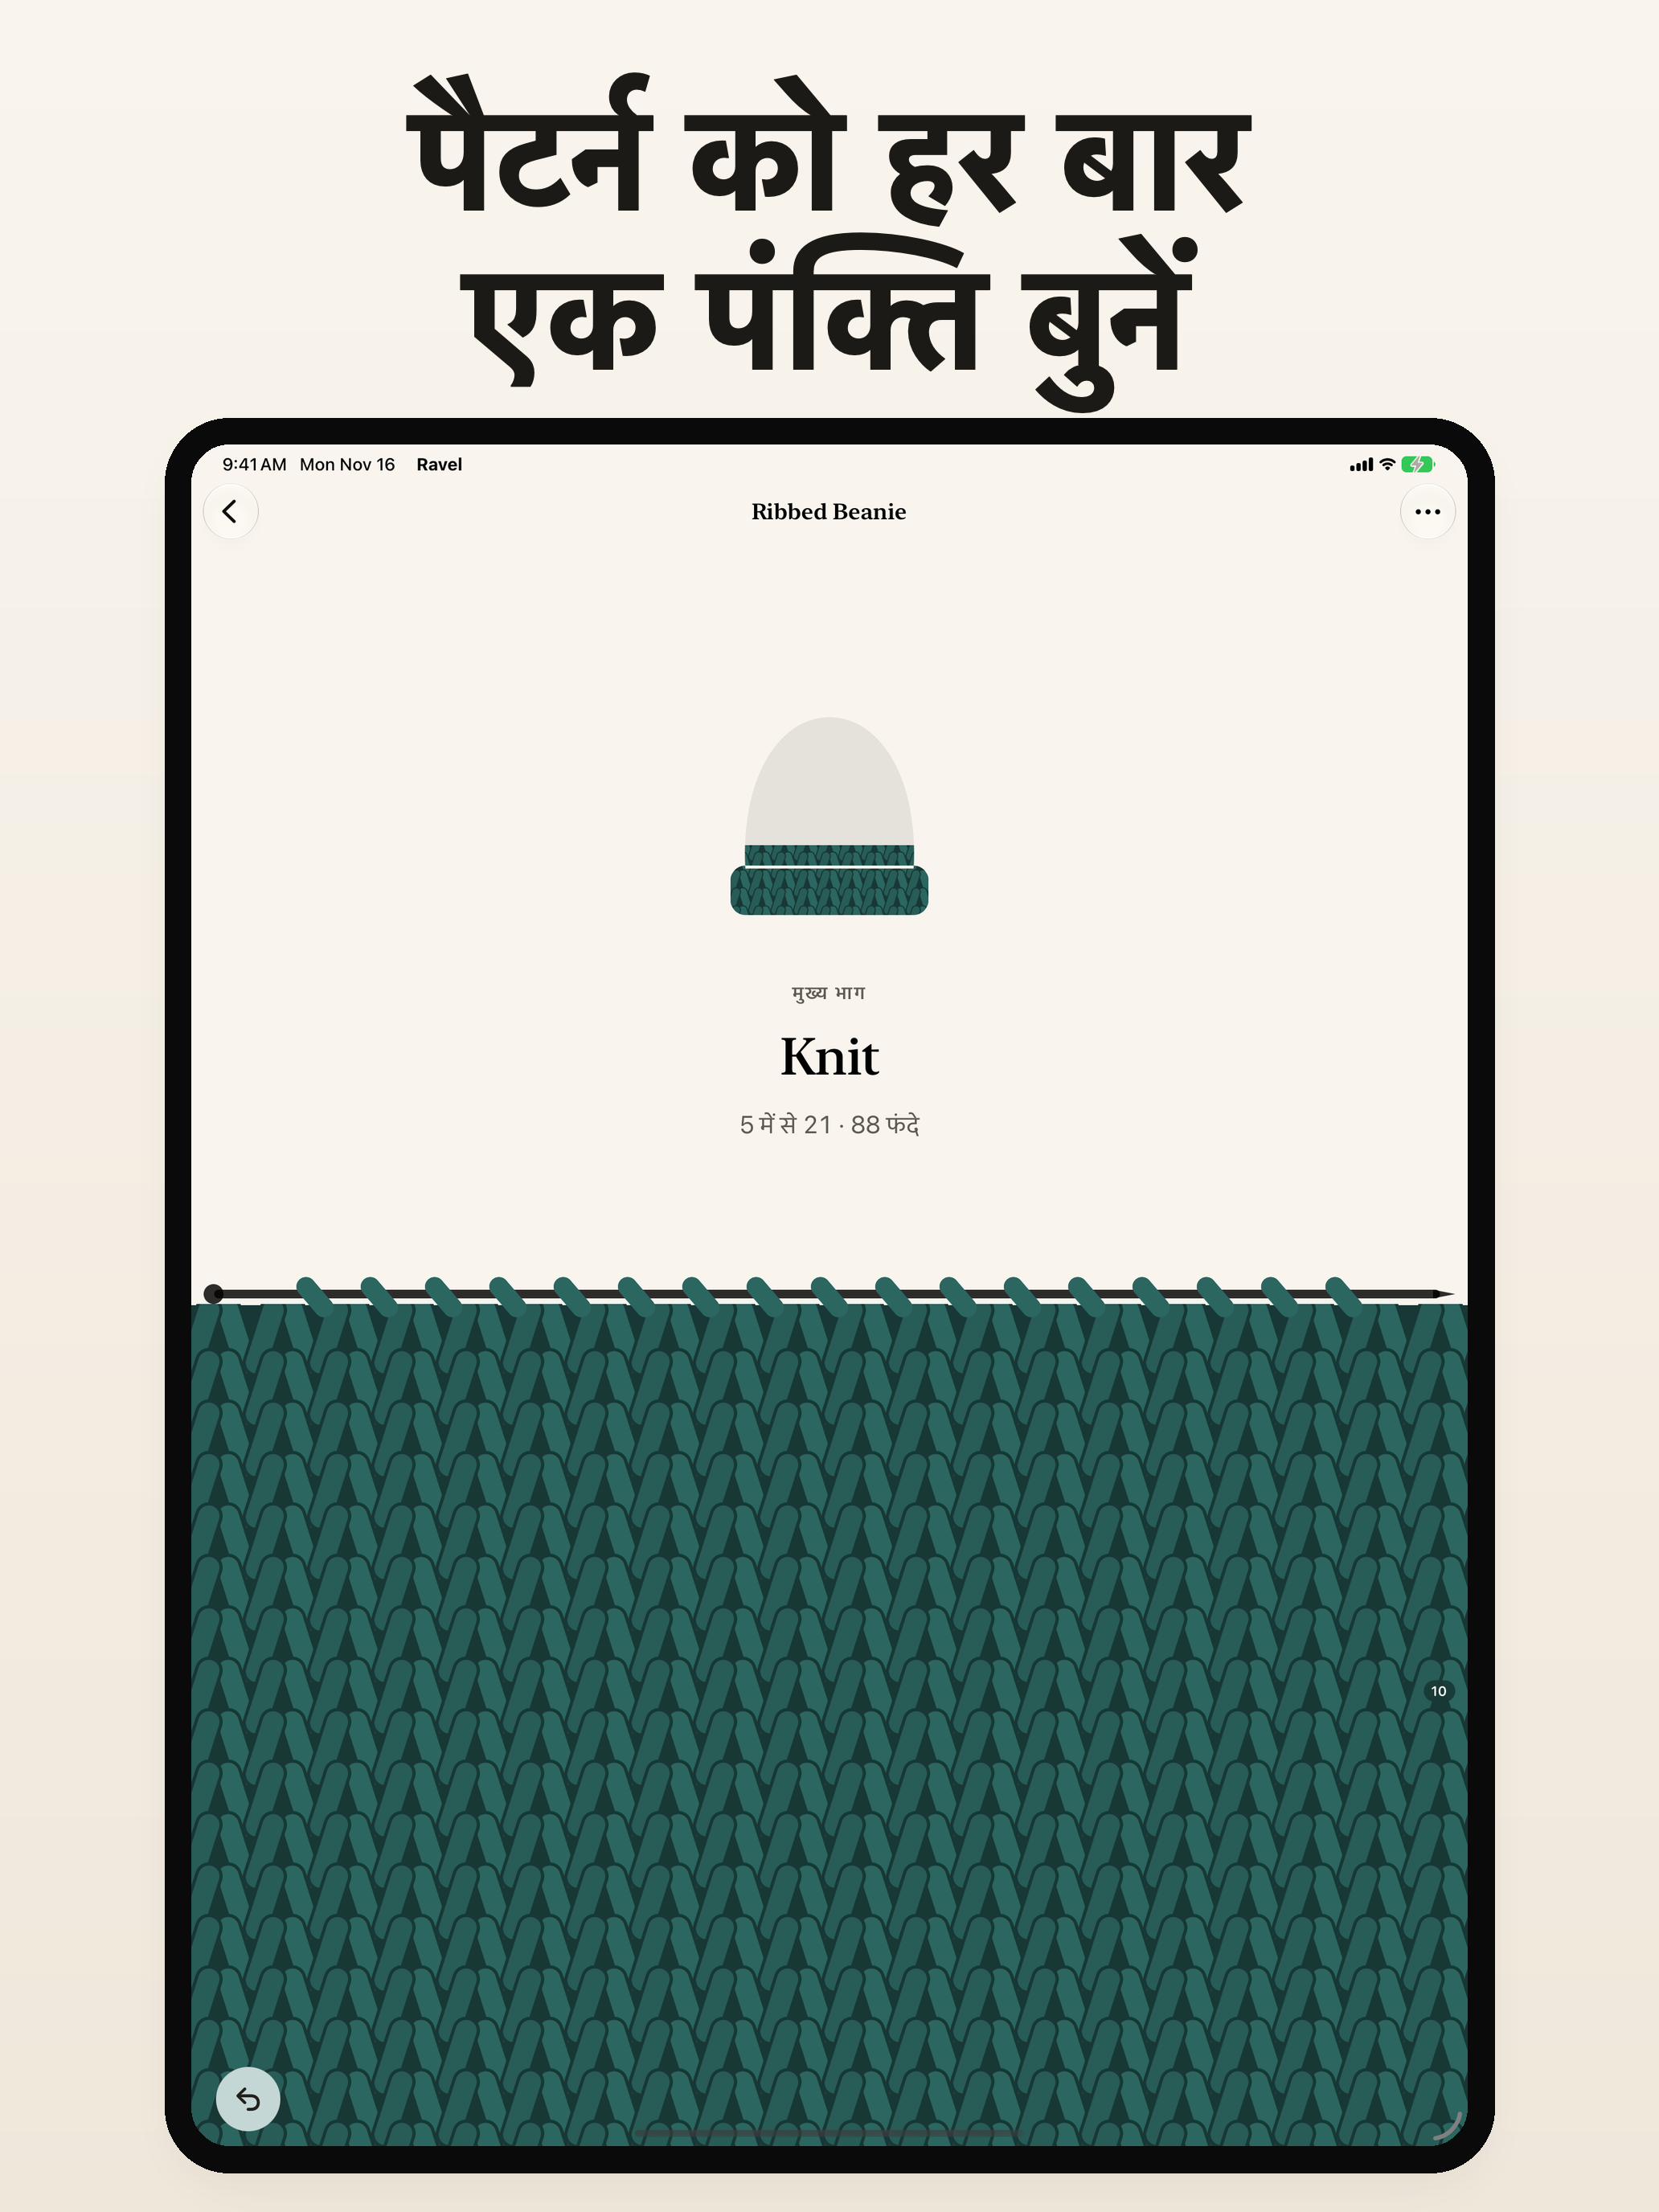 पैटर्न को हर बार
एक पंक्ति बुनें
9:41 AM Mon Nov 16 Ravel
Ribbed Beanie
मुख्य भाग
Knit
5 में से 21 · 88 फंदे
10